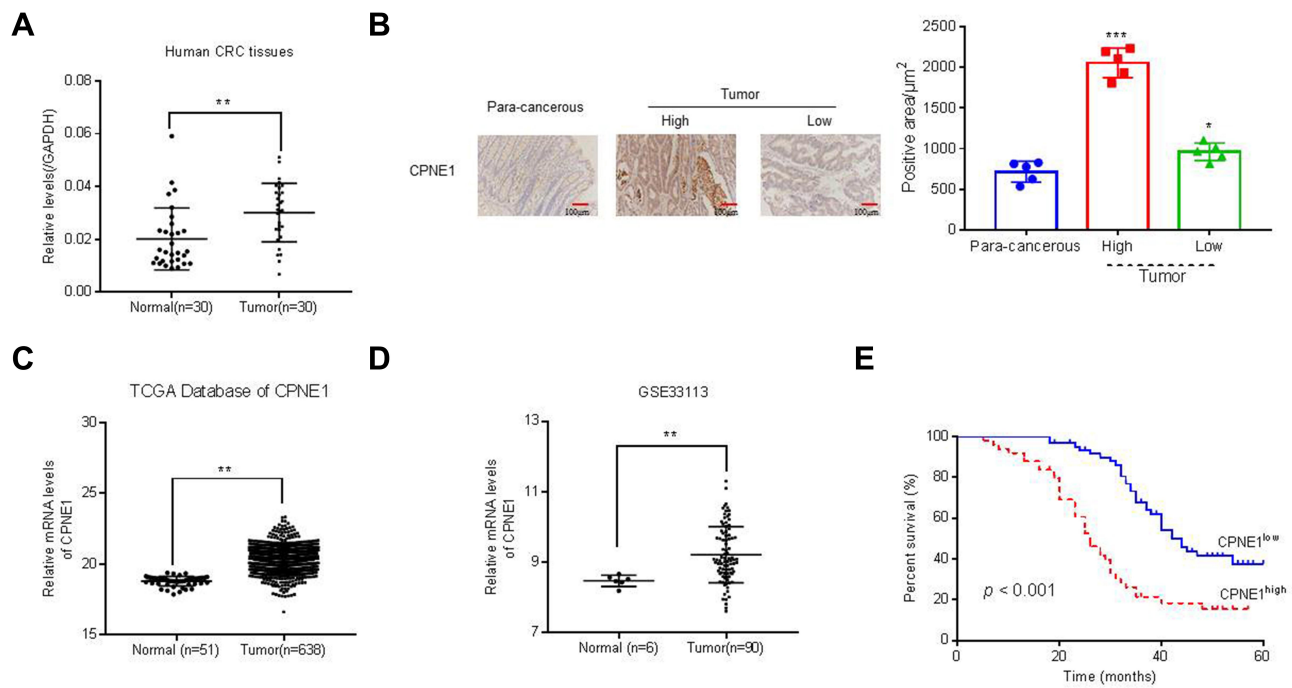 A
Human CRC tissues
Relative levels(/GAPDH)
0.08
0.06
0.04
0.02
0.00
**
Normal(n=30)
Tumor(n=30)
B
Para-cancerous
Tumor
High
Low
CPNE1
100μm
100μm
100μm
Positive area/μm²
2500
2000
1500
1000
500
0
***
*
Para-cancerous
High
Low
Tumor
C
TCGA Database of CPNE1
Relative mRNA levels
of CPNE1
30
25
20
15
**
Normal (n=51)
Tumor(n=638)
D
GSE33113
Relative mRNA levels
of CPNE1
13
11
9
7
**
Normal (n=6)
Tumor(n=90)
E
Percent survival (%)
100
80
60
40
20
0
CPNE1low
CPNE1high
p < 0.001
0
20
40
60
Time (months)